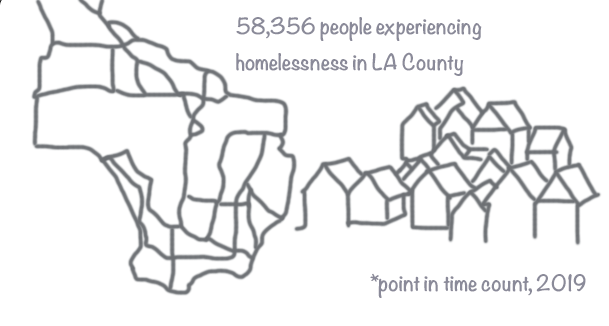 58,356 people experiencing
homelessness in LA County
*point in time count, 2019